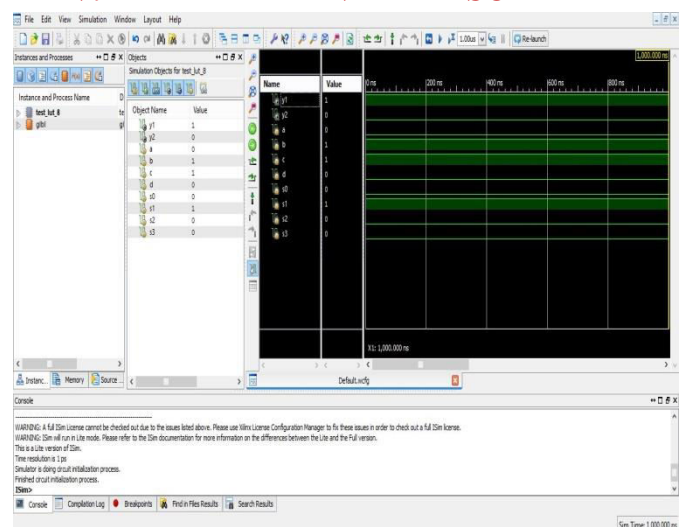 File Edit View Simulation Window Layout Help
1.00us
Re-launch
Instances and Processes
Objects
Simulation Objects for test_lut_8
Instance and Process Name
test_lut_8
glbl
Object Name Value
y1 1
y2 0
a 0
b 1
c 1
d 0
s0 0
s1 1
s2 0
s3 0
Name Value
y1 1
y2 0
a 0
b 1
c 1
d 0
s0 0
s1 1
s2 0
s3 0
1,000.000 ns
0 ns 200 ns 400 ns 600 ns 800 ns
X1: 1,000.000 ns
Instanc... Memory Source ...
Default.wcfg
Console
WARNING: A full ISim License cannot be checked out due to the issues listed above. Please use Xilinx License Configuration Manager to fix these issues in order to check out a full ISim license.
WARNING: ISim will run in Lite mode. Please refer to the ISim documentation for more information on the differences between the Lite and the Full version.
This is a Lite version of ISim.
Time resolution is 1 ps
Simulator is doing circuit initialization process.
Finished circuit initialization process.
ISim>
Console Compilation Log Breakpoints Find in Files Results Search Results
Sim Time: 1,000,000 ps